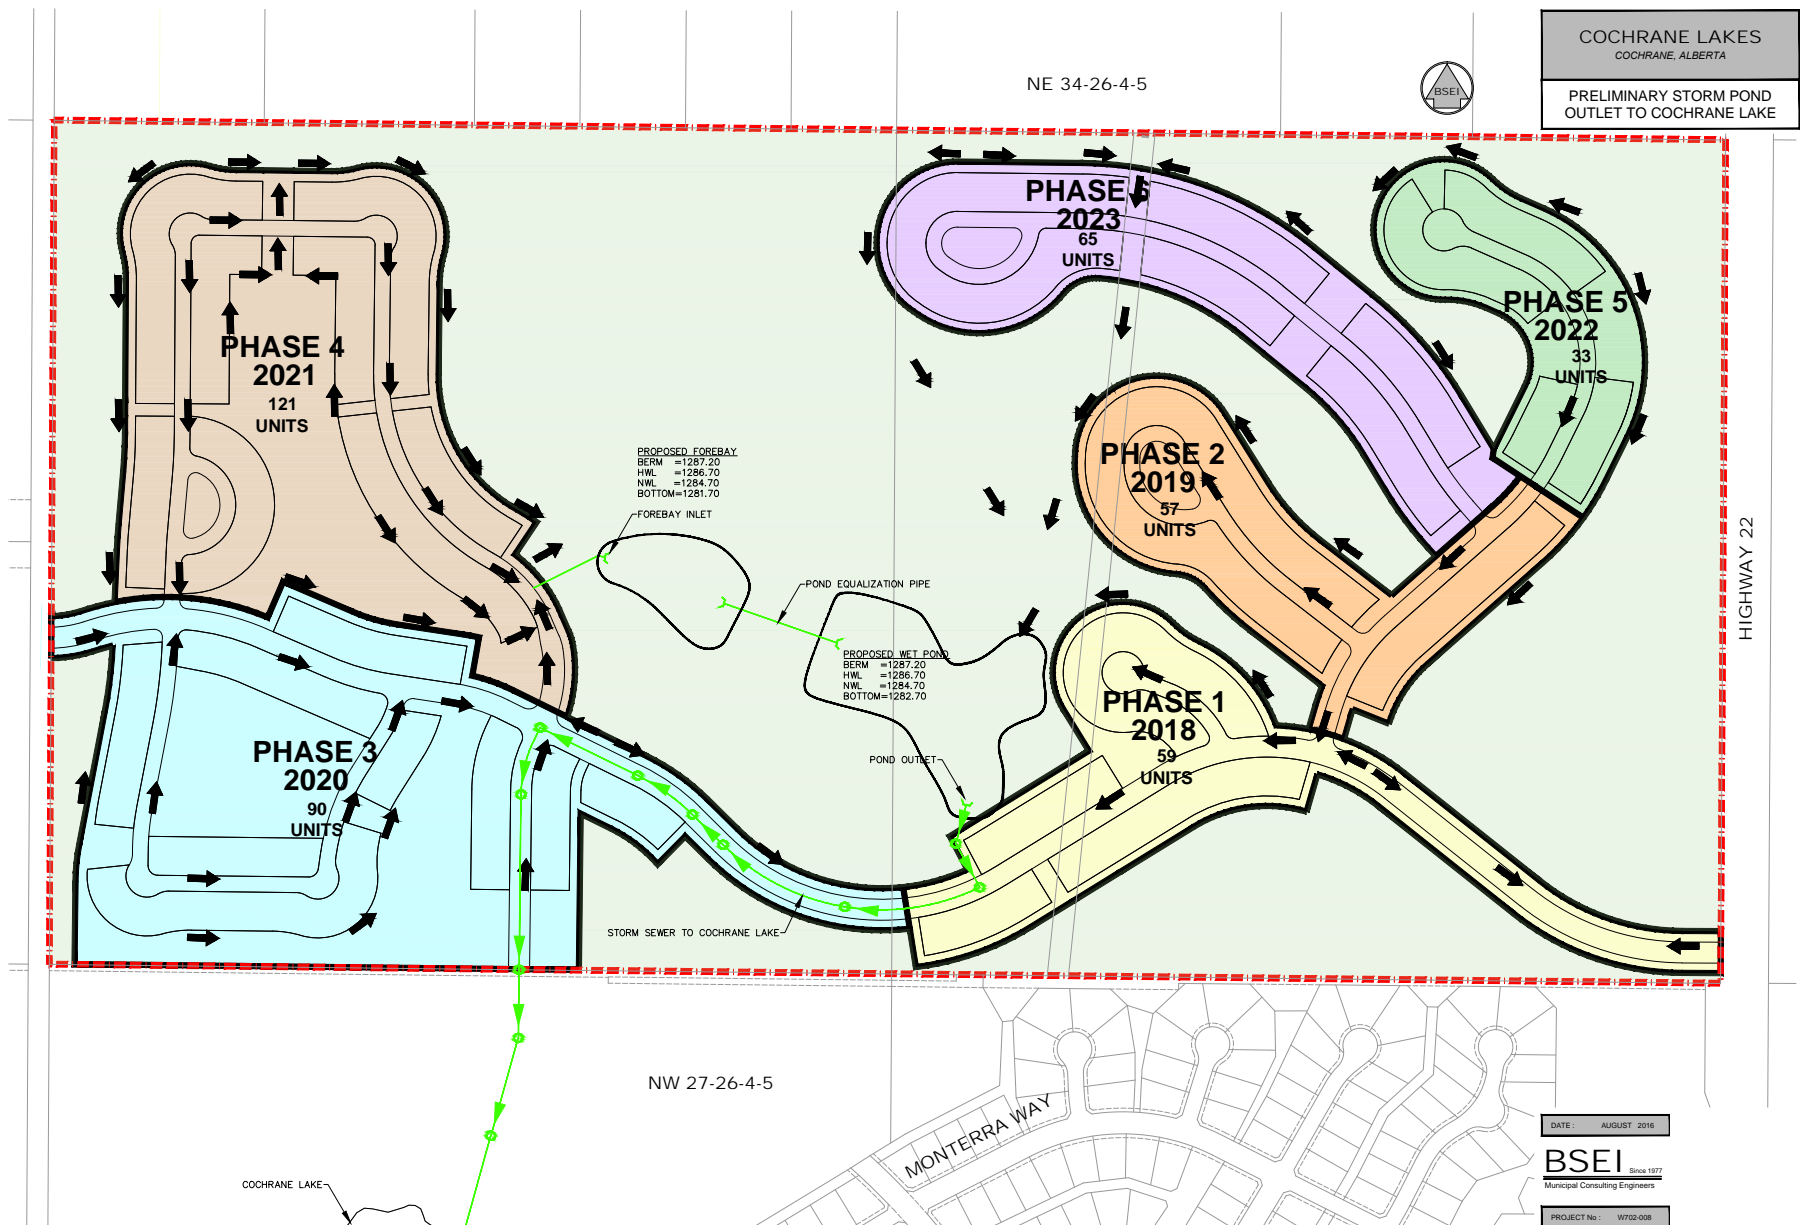 COCHRANE LAKES
COCHRANE, ALBERTA
PRELIMINARY STORM POND
OUTLET TO COCHRANE LAKE
BSEI
NE 34-26-4-5
PHASE 6
2023
65
UNITS
PHASE 5
2022
33
UNITS
PHASE 4
2021
121
UNITS
PHASE 2
2019
57
UNITS
PROPOSED FOREBAY
BERM =1287.20
HWL =1286.70
NWL =1284.70
BOTTOM=1281.70
FOREBAY INLET
POND EQUALIZATION PIPE
PROPOSED WET POND
BERM =1287.20
HWL =1286.70
NWL =1284.70
BOTTOM=1282.70
HIGHWAY 22
PHASE 1
2018
59
UNITS
PHASE 3
2020
90
UNITS
POND OUTLET
STORM SEWER TO COCHRANE LAKE
NW 27-26-4-5
MONTERRA WAY
COCHRANE LAKE
DATE : AUGUST 2016
BSEI Since 1977
Municipal Consulting Engineers
PROJECT No : W702-008